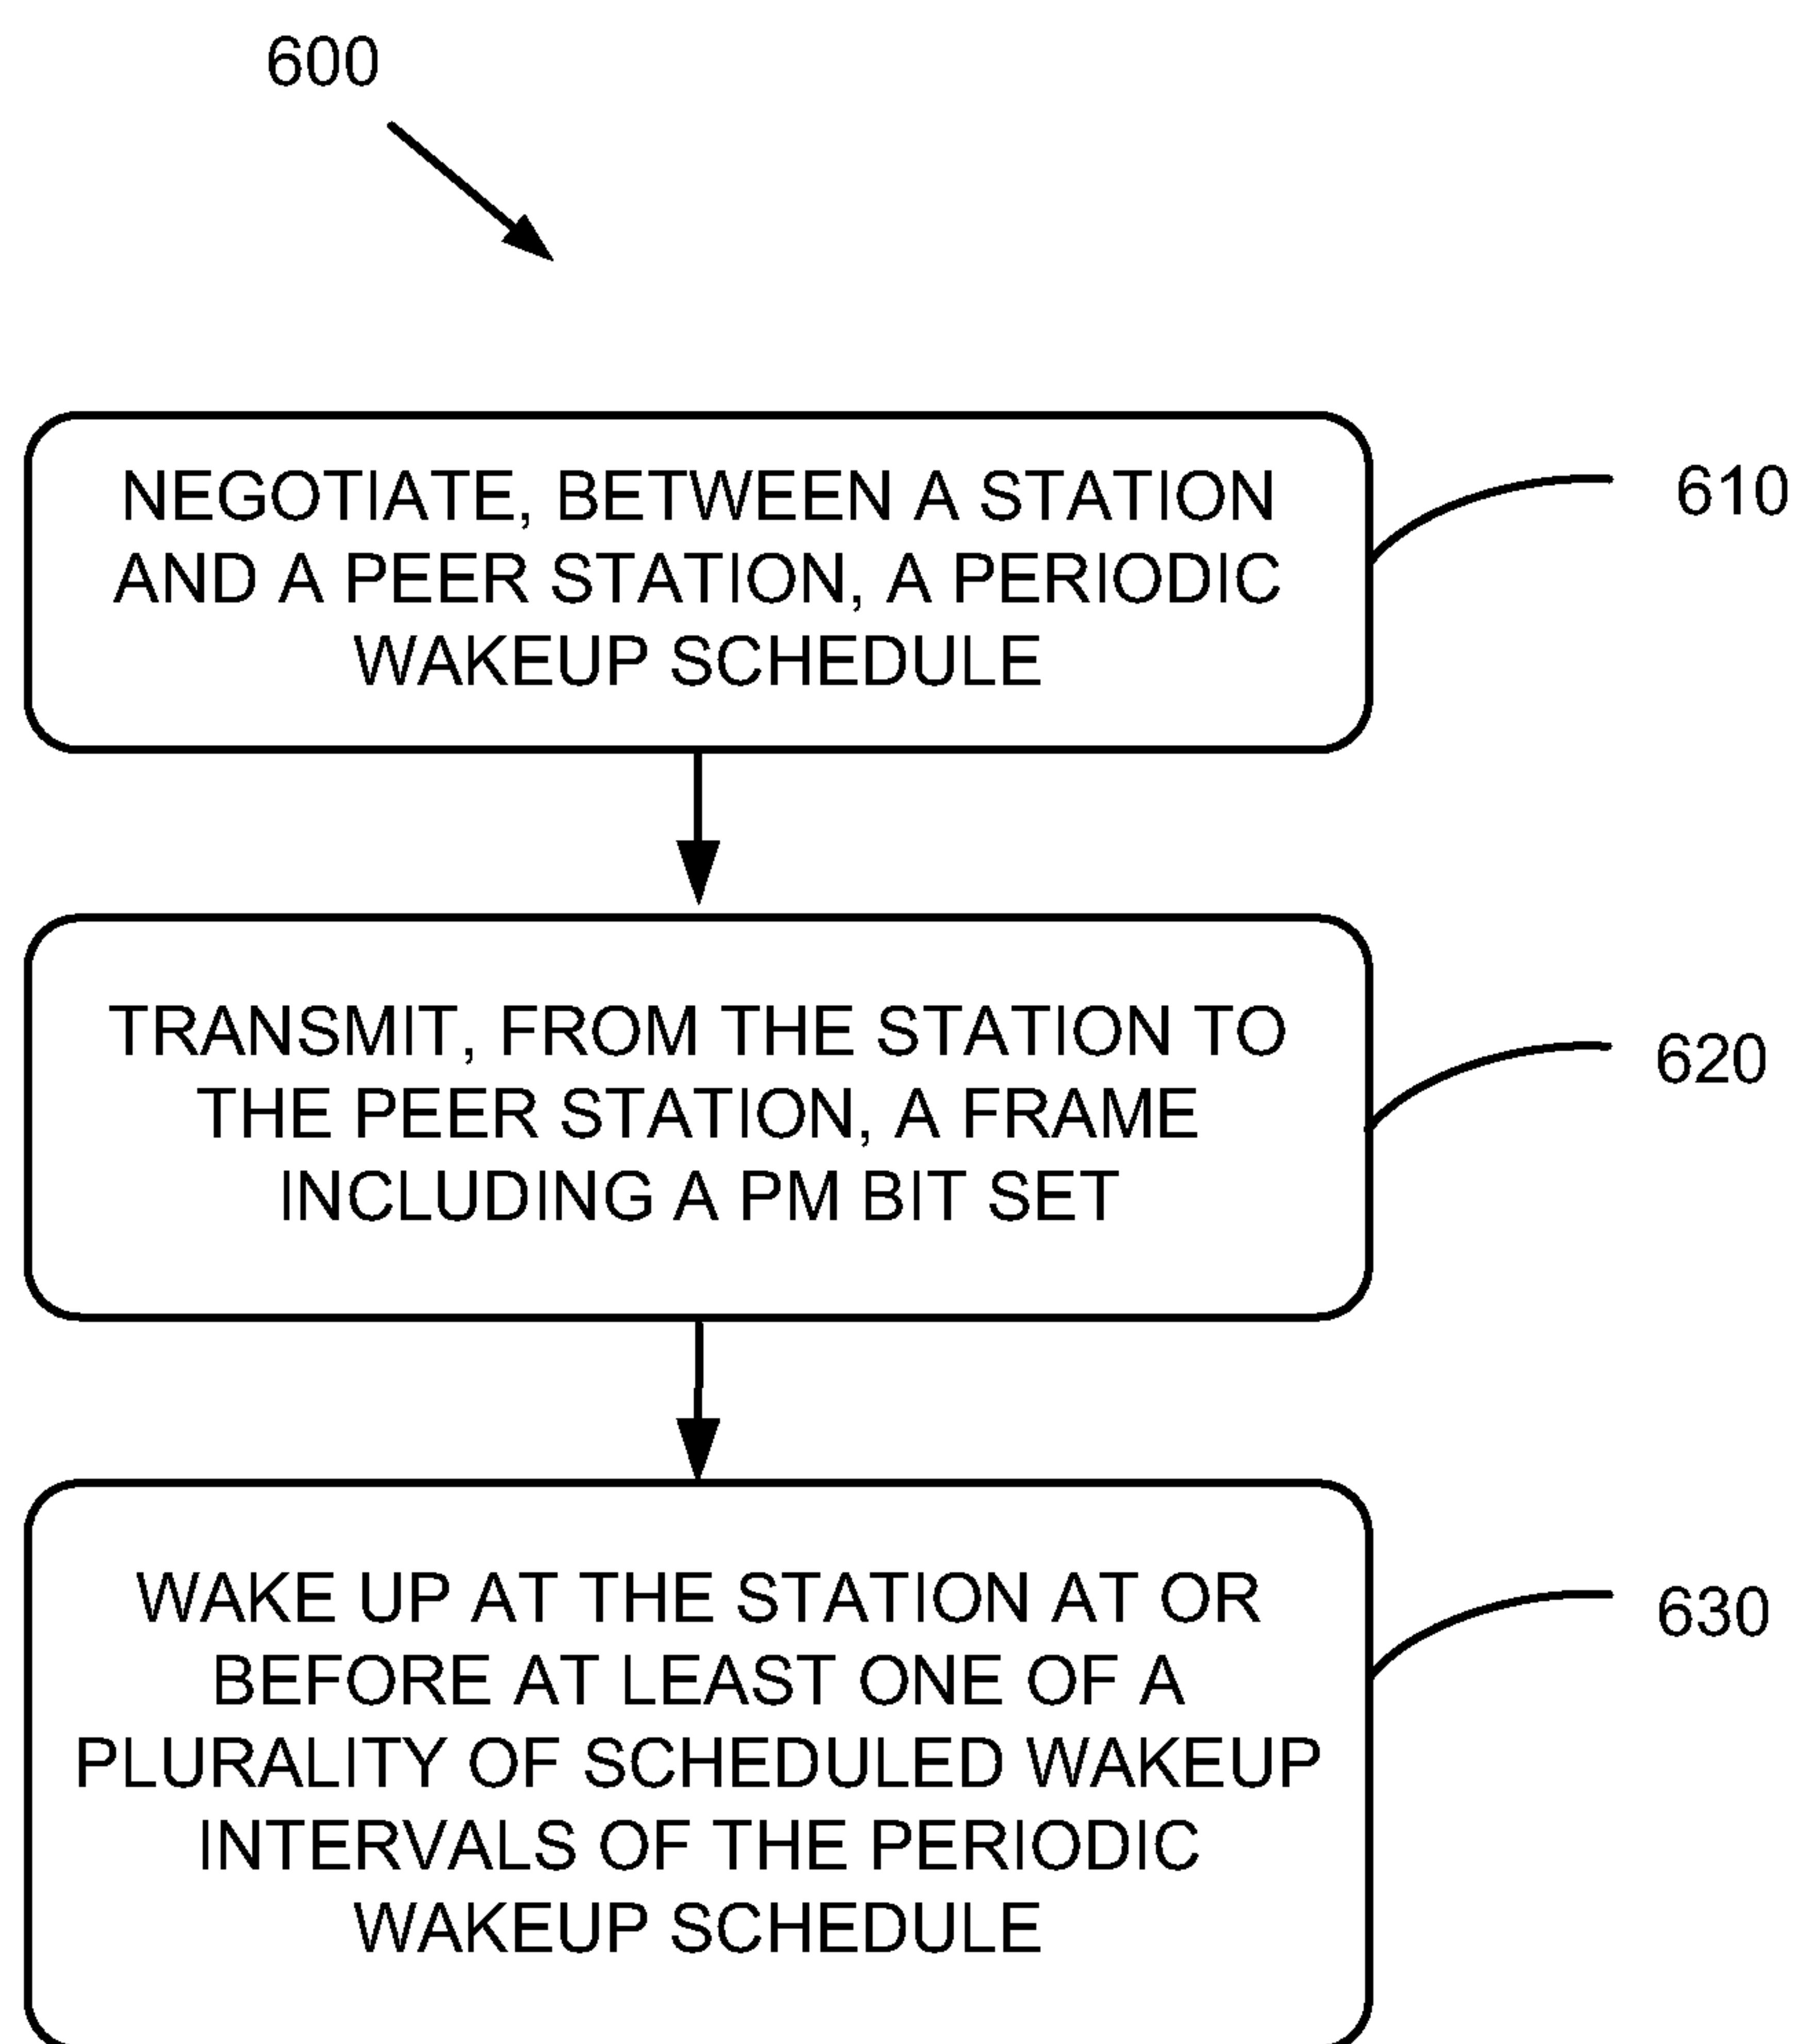 600
NEGOTIATE, BETWEEN A STATION
AND A PEER STATION, A PERIODIC
WAKEUP SCHEDULE
610
TRANSMIT, FROM THE STATION TO
THE PEER STATION, A FRAME
INCLUDING A PM BIT SET
620
WAKE UP AT THE STATION AT OR
BEFORE AT LEAST ONE OF A
PLURALITY OF SCHEDULED WAKEUP
INTERVALS OF THE PERIODIC
WAKEUP SCHEDULE
630